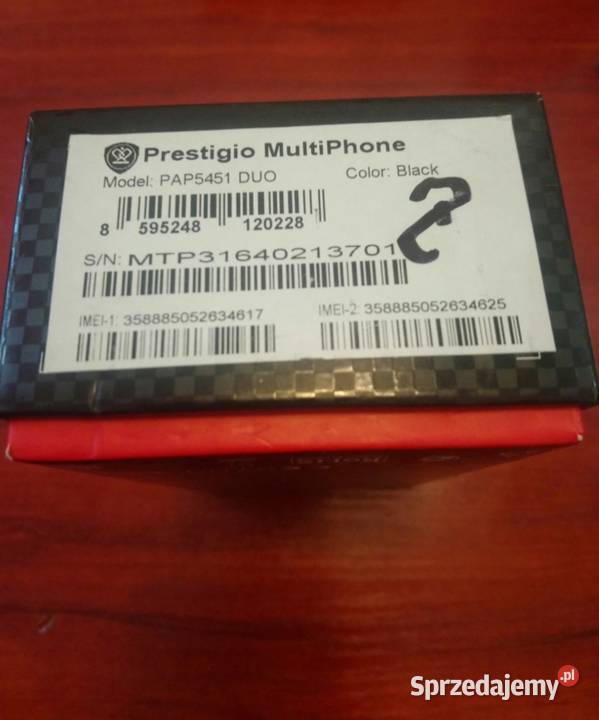 Prestigio MultiPhone
Model: PAP5451 DUO Color: Black
8 595248 120228
S/N: MTP31640213701
IMEI-1: 358885052634617 IMEI-2: 358885052634625
Sprzedajemy.pl